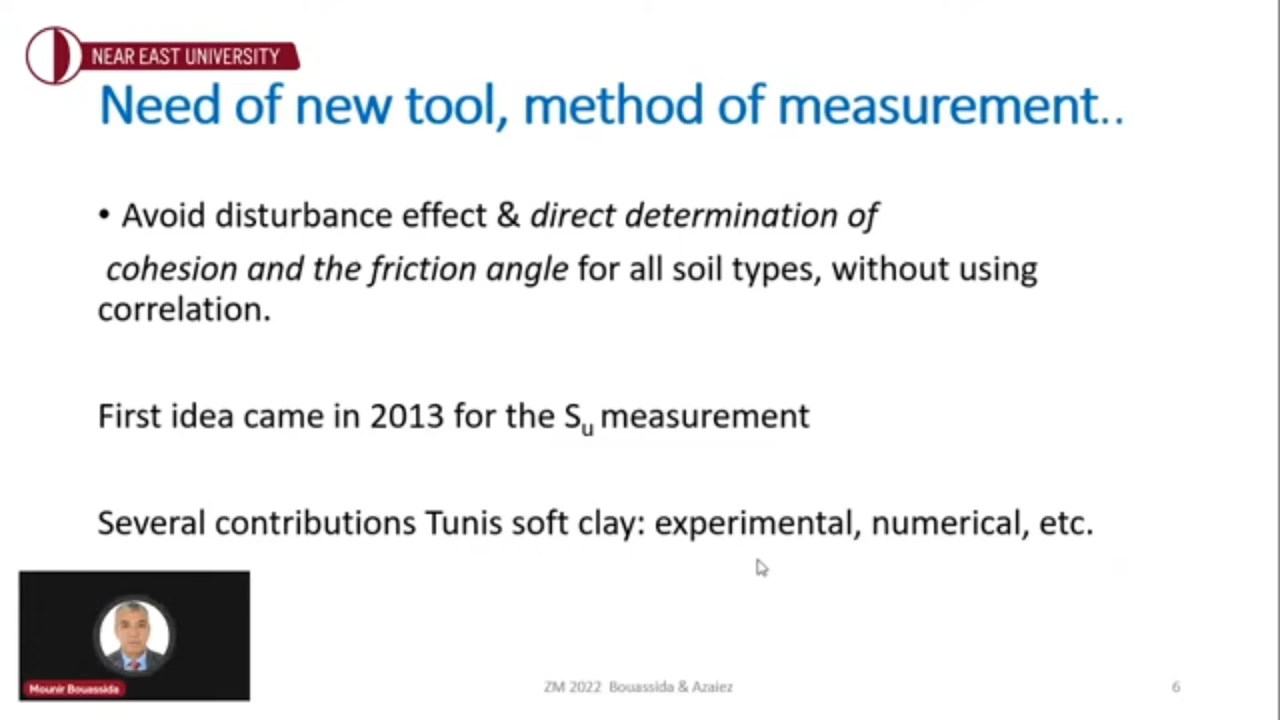 NEAR EAST UNIVERSITY
Need of new tool, method of measurement..
• Avoid disturbance effect & direct determination of
cohesion and the friction angle for all soil types, without using
correlation.
First idea came in 2013 for the Su measurement
Several contributions Tunis soft clay: experimental, numerical, etc.
Mounir Bouassida
ZM 2022 Bouassida & Azaiez
6